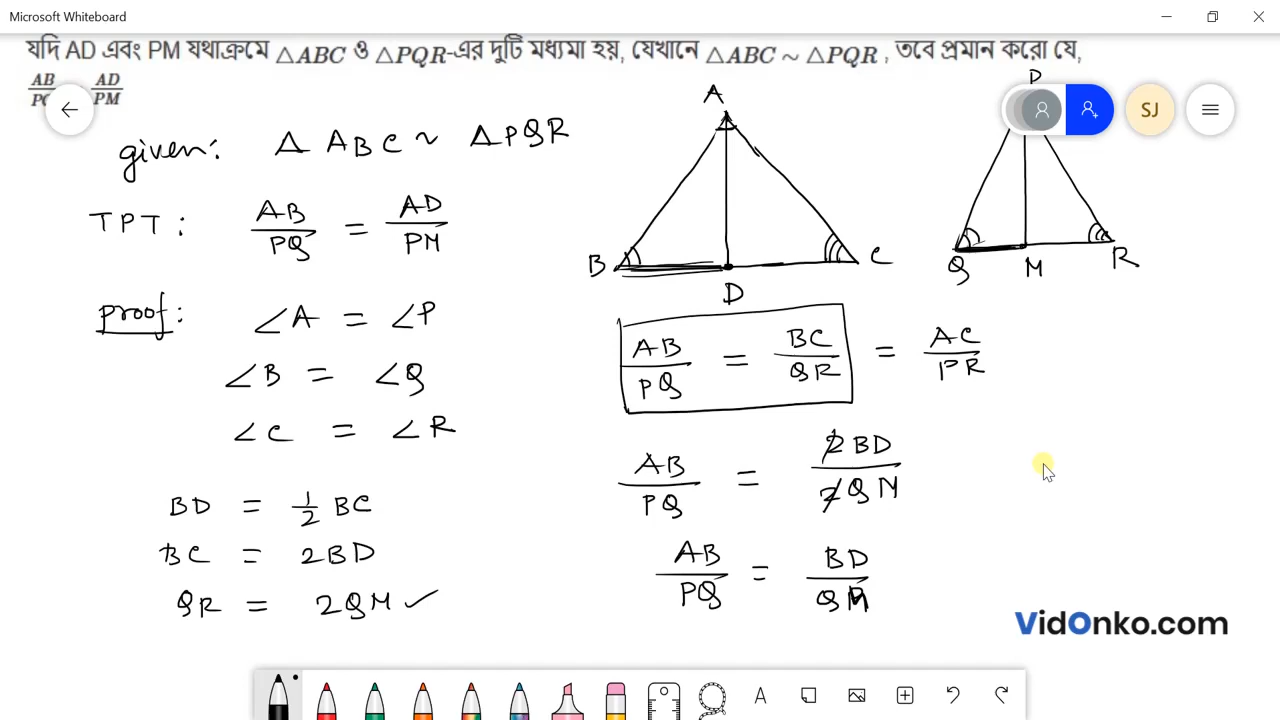 Microsoft Whiteboard
যদি AD এবং PM যথাক্রমে △ABC ও △PQR-এর দুটি মধ্যমা হয়, যেখানে △ABC ~ △PQR , তবে প্রমান করো যে,
AB/PQ AD/PM
given: △ ABC ~ △PQR
TPT: AB/PQ = AD/PM
proof: ∠A = ∠P
∠B = ∠Q
∠C = ∠R
BD = 1/2 BC
BC = 2BD
QR = 2QM ✓
A
B
D
C
P
Q
M
R
AB/PQ = BC/QR = AC/PR
AB/PQ = 2BD/2QM
AB/PQ = BD/QM
SJ
VidOnko.com
A